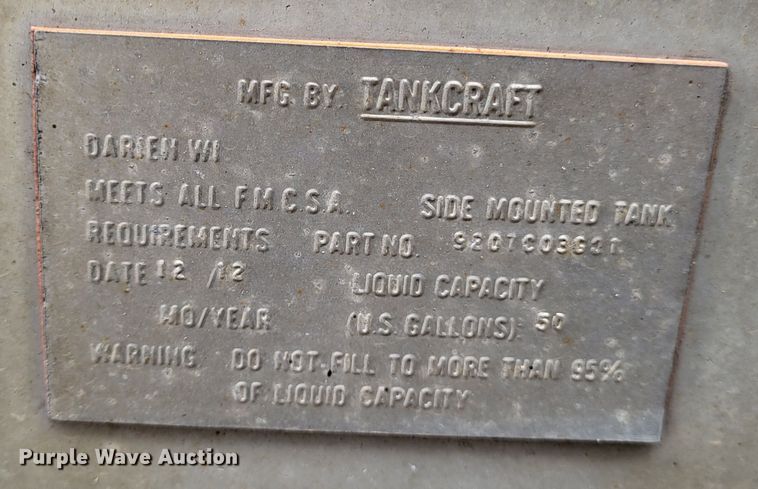 MFG. BY. TANKCRAFT
DARIEN WI
MEETS ALL F.M.C.S.A. SIDE MOUNTED TANK
REQUIREMENTS PART NO.
DATE 12 /12 LIQUID CAPACITY
MO/YEAR (U.S. GALLONS) 50
WARNING DO NOT FILL TO MORE THAN 95%
OF LIQUID CAPACITY
Purple Wave Auction